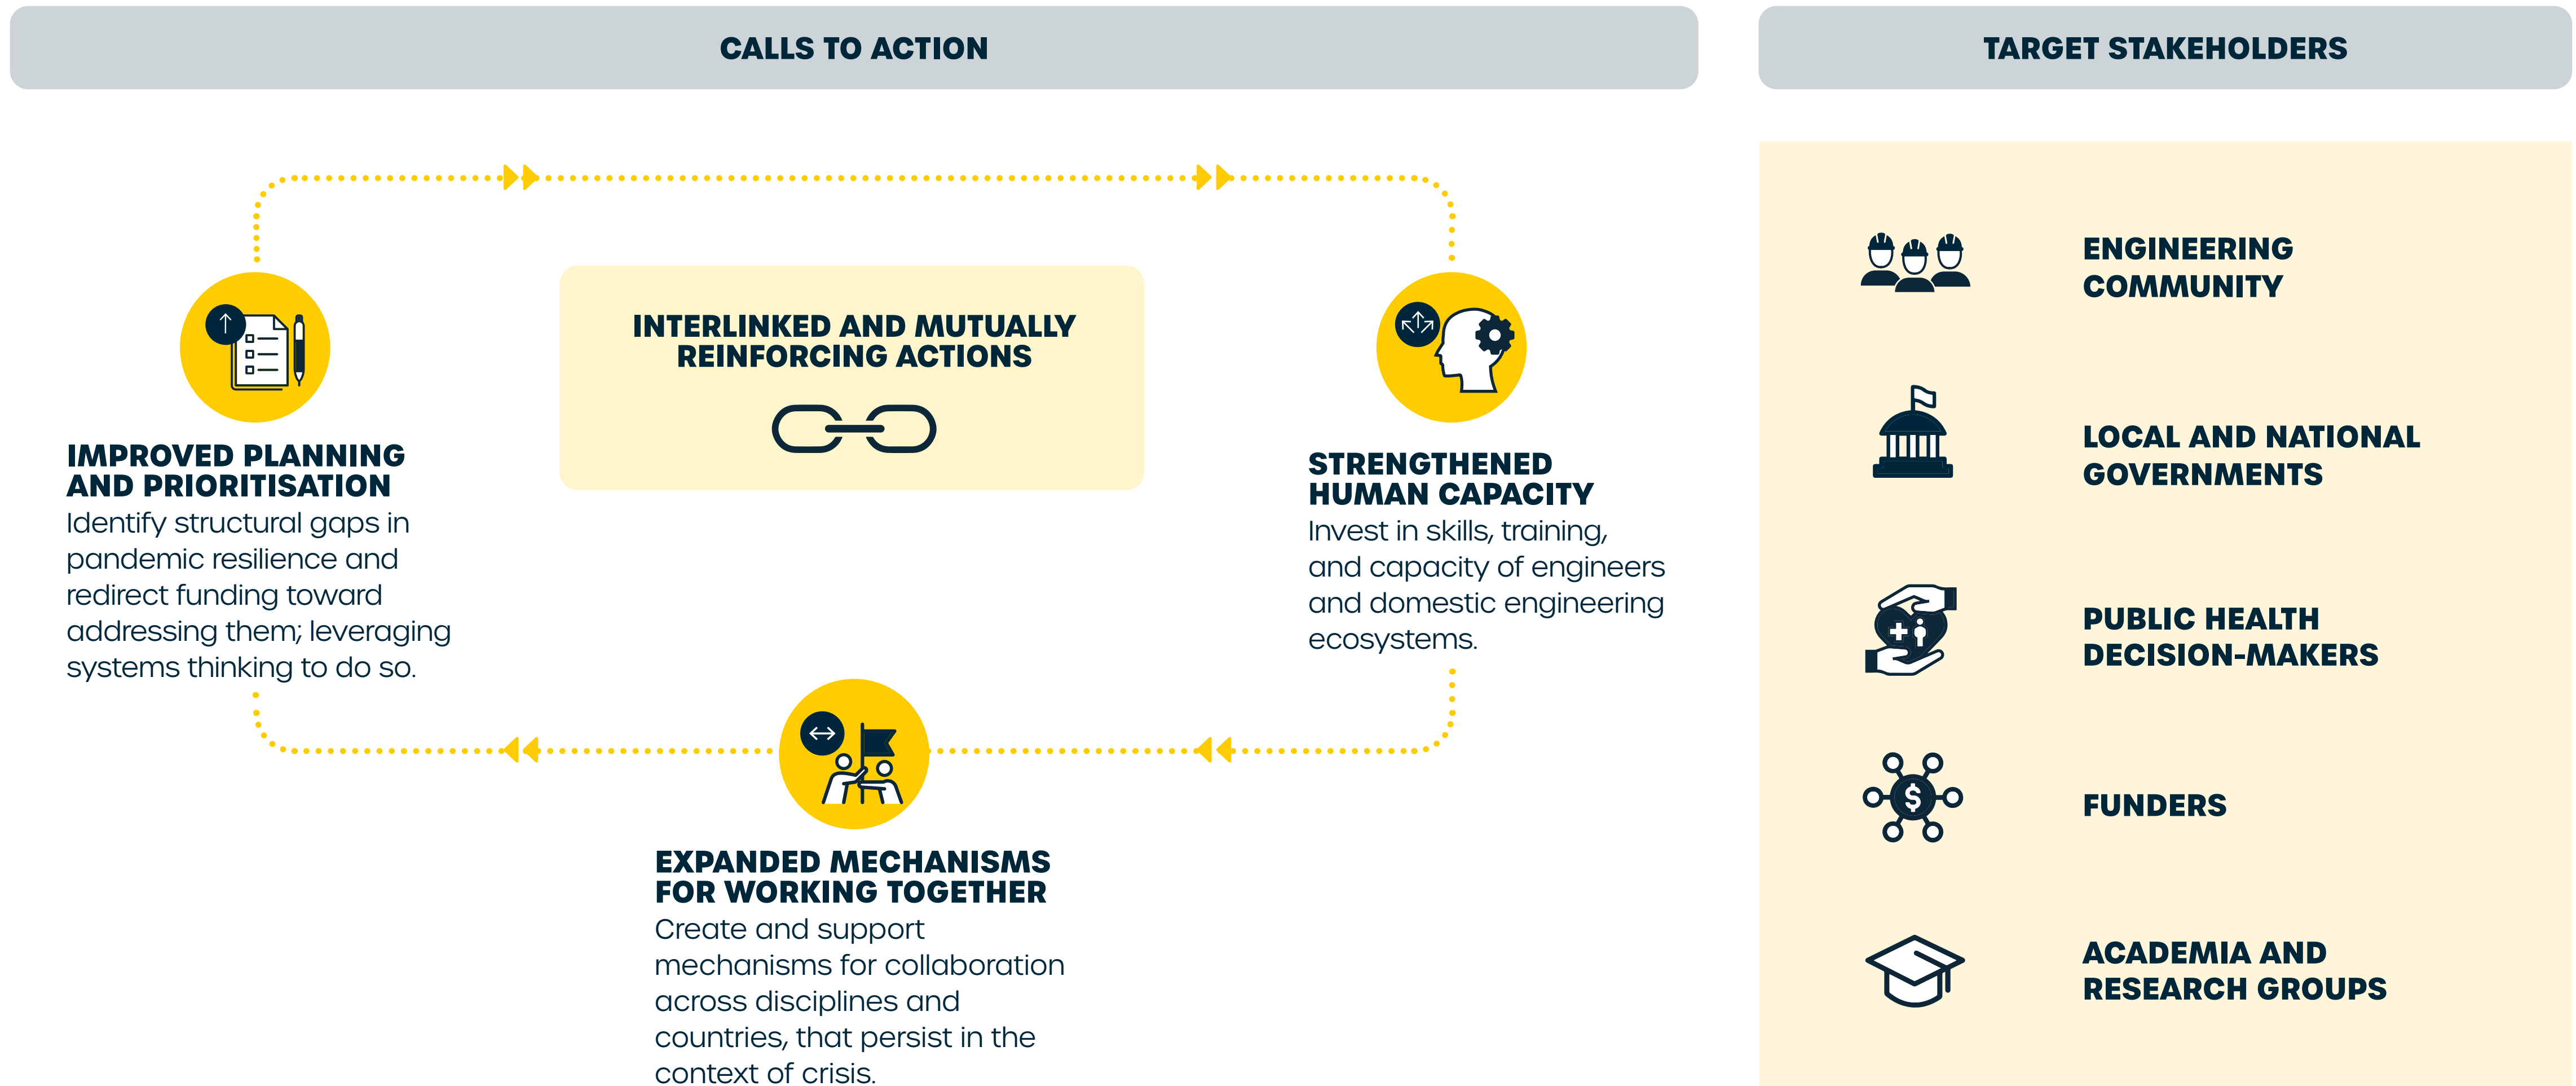 CALLS TO ACTION
INTERLINKED AND MUTUALLY
REINFORCING ACTIONS
IMPROVED PLANNING
AND PRIORITISATION
Identify structural gaps in
pandemic resilience and
redirect funding toward
addressing them; leveraging
systems thinking to do so.
STRENGTHENED
HUMAN CAPACITY
Invest in skills, training,
and capacity of engineers
and domestic engineering
ecosystems.
EXPANDED MECHANISMS
FOR WORKING TOGETHER
Create and support
mechanisms for collaboration
across disciplines and
countries, that persist in the
context of crisis.
TARGET STAKEHOLDERS
ENGINEERING
COMMUNITY
LOCAL AND NATIONAL
GOVERNMENTS
PUBLIC HEALTH
DECISION-MAKERS
$
FUNDERS
ACADEMIA AND
RESEARCH GROUPS